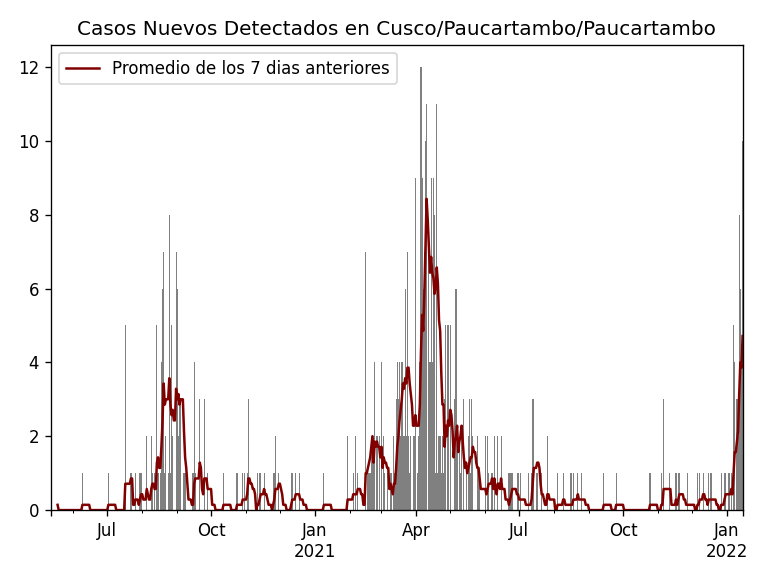 Casos Nuevos Detectados en Cusco/Paucartambo/Paucartambo
Promedio de los 7 dias anteriores
12
10
8
6
4
2
0
Jul Oct Jan Apr Jul Oct Jan
2021 2022